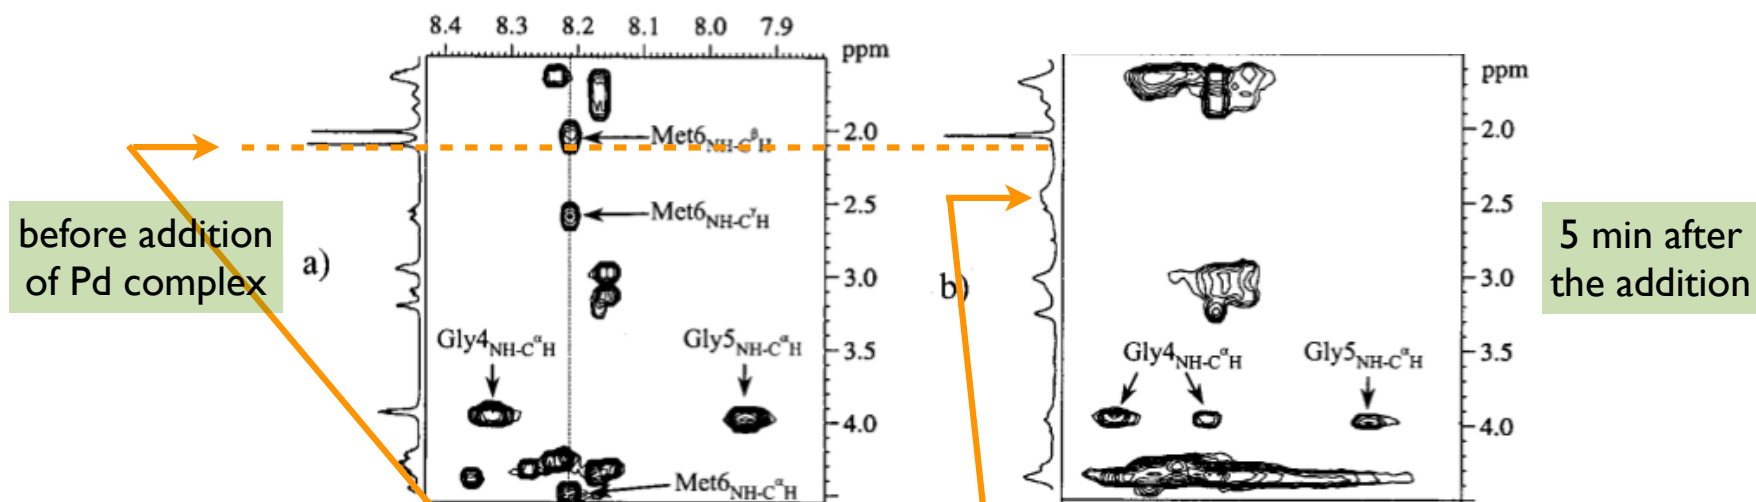 8.4 8.3 8.2 8.1 8.0 7.9
ppm
2.0
2.5
3.0
3.5
4.0
Met6NH-CβH
Met6NH-CγH
a)
Gly4NH-CαH
Gly5NH-CαH
Met6NH-CαH
before addition
of Pd complex
ppm
2.0
2.5
3.0
3.5
4.0
b)
Gly4NH-CαH
Gly5NH-CαH
5 min after
the addition